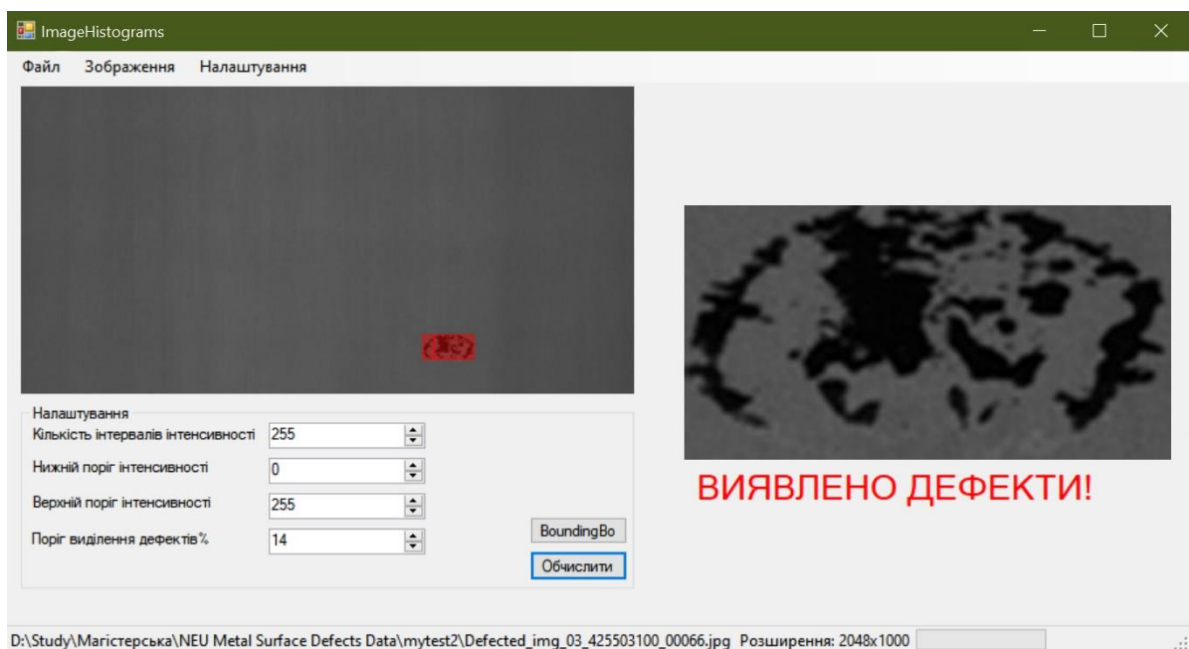 ImageHistograms
Файл Зображення Налаштування
Налаштування
Кількість інтервалів інтенсивності 255
Нижній поріг інтенсивності 0
Верхній поріг інтенсивності 255
Поріг виділення дефектів% 14
BoundingBo
Обчислити
ВИЯВЛЕНО ДЕФЕКТИ!
D:\Study\Магістерська\NEU Metal Surface Defects Data\mytest2\Defected_img_03_425503100_00066.jpg Розширення: 2048x1000